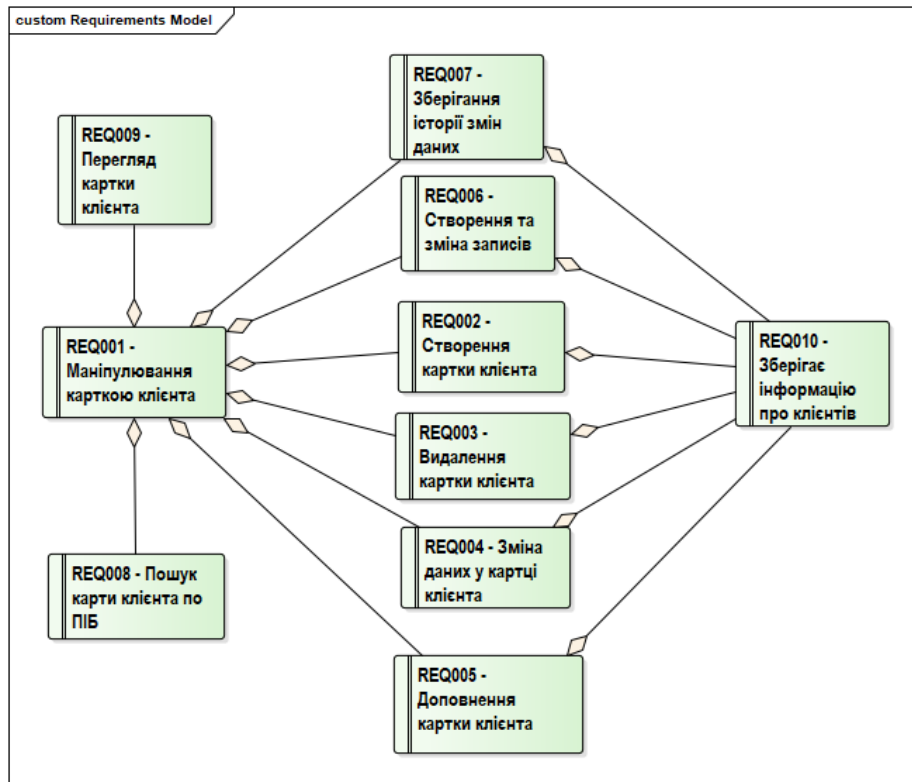 custom Requirements Model
REQ007 -
Зберігання
історії змін
даних
REQ009 -
Перегляд
картки
клієнта
REQ006 -
Створення та
зміна записів
REQ001 -
Маніпулювання
карткою клієнта
REQ002 -
Створення
картки клієнта
REQ010 -
Зберігає
інформацію
про клієнтів
REQ003 -
Видалення
картки клієнта
REQ008 - Пошук
карти клієнта по
ПІБ
REQ004 - Зміна
даних у картці
клієнта
REQ005 -
Доповнення
картки клієнта